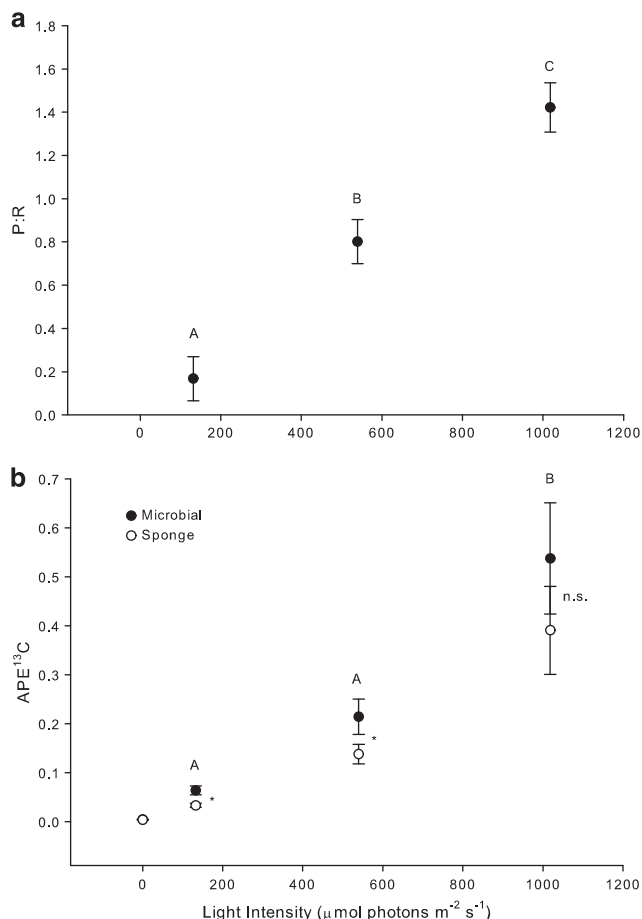 a
1.8
1.6
1.4
1.2
1.0
0.8
0.6
0.4
0.2
0.0
P:R
A
B
C
0 200 400 600 800 1000 1200
b
0.7
0.6
0.5
0.4
0.3
0.2
0.1
0.0
APE¹³C
Microbial
Sponge
A
*
A
*
B
n.s.
0 200 400 600 800 1000 1200
Light Intensity (μmol photons m⁻² s⁻¹)